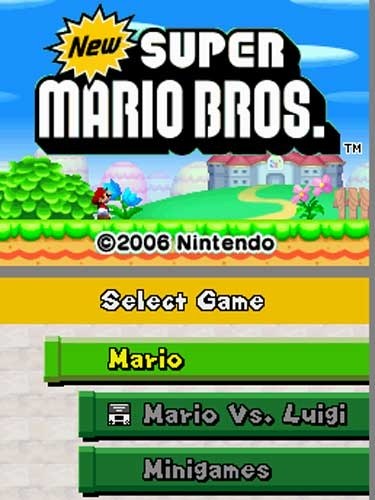 New SUPER
MARIO BROS.™
©2006 Nintendo
Select Game
Mario
Mario Vs. Luigi
Minigames